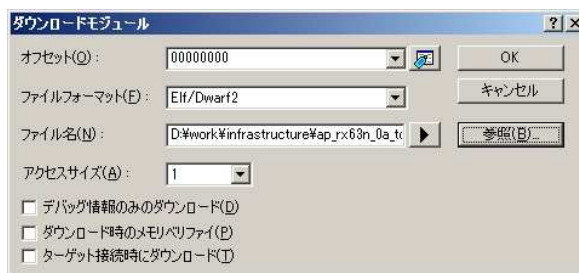 ダウンロードモジュール
オフセット(O):
00000000
OK
ファイルフォーマット(F):
Elf/Dwarf2
キャンセル
ファイル名(N):
D:¥work¥infrastructure¥ap_rx63n_0a_to
参照(B)...
アクセスサイズ(A):
1
デバッグ情報のみのダウンロード(D)
ダウンロード時のメモリベリファイ(P)
ターゲット接続時にダウンロード(T)